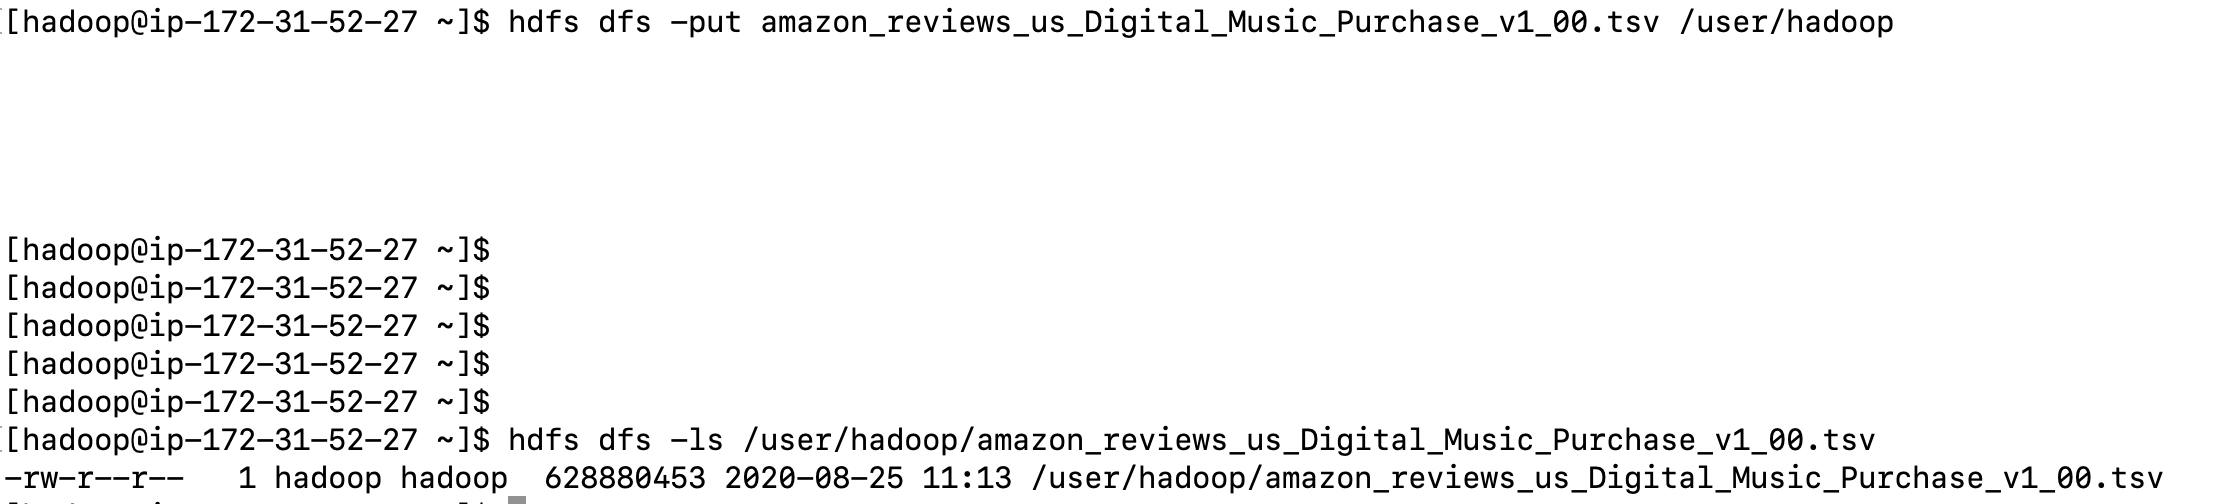 [hadoop@ip-172-31-52-27 ~]$ hdfs dfs -put amazon_reviews_us_Digital_Music_Purchase_v1_00.tsv /user/hadoop
[hadoop@ip-172-31-52-27 ~]$
[hadoop@ip-172-31-52-27 ~]$
[hadoop@ip-172-31-52-27 ~]$
[hadoop@ip-172-31-52-27 ~]$
[hadoop@ip-172-31-52-27 ~]$
[hadoop@ip-172-31-52-27 ~]$ hdfs dfs -ls /user/hadoop/amazon_reviews_us_Digital_Music_Purchase_v1_00.tsv
-rw-r--r--   1 hadoop hadoop  628880453 2020-08-25 11:13 /user/hadoop/amazon_reviews_us_Digital_Music_Purchase_v1_00.tsv